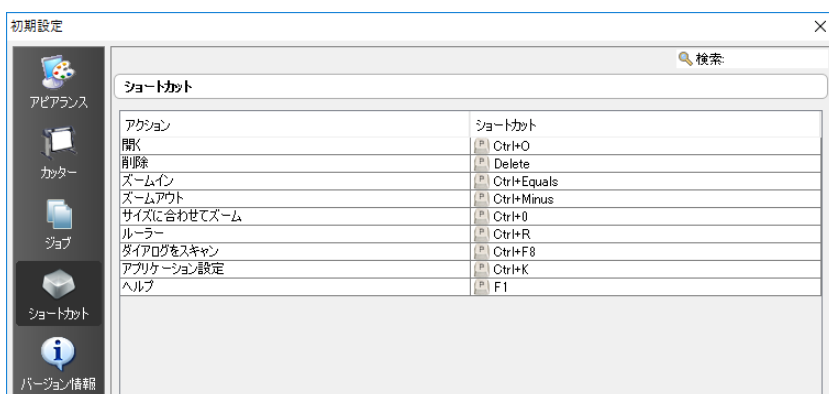 初期設定
検索:
アピアランス
カッター
ジョブ
ショートカット
バージョン情報
ショートカット
アクション ショートカット
開く Ctrl+O
削除 Delete
ズームイン Ctrl+Equals
ズームアウト Ctrl+Minus
サイズに合わせてズーム Ctrl+0
ルーラー Ctrl+R
ダイアログをスキャン Ctrl+F8
アプリケーション設定 Ctrl+K
ヘルプ F1